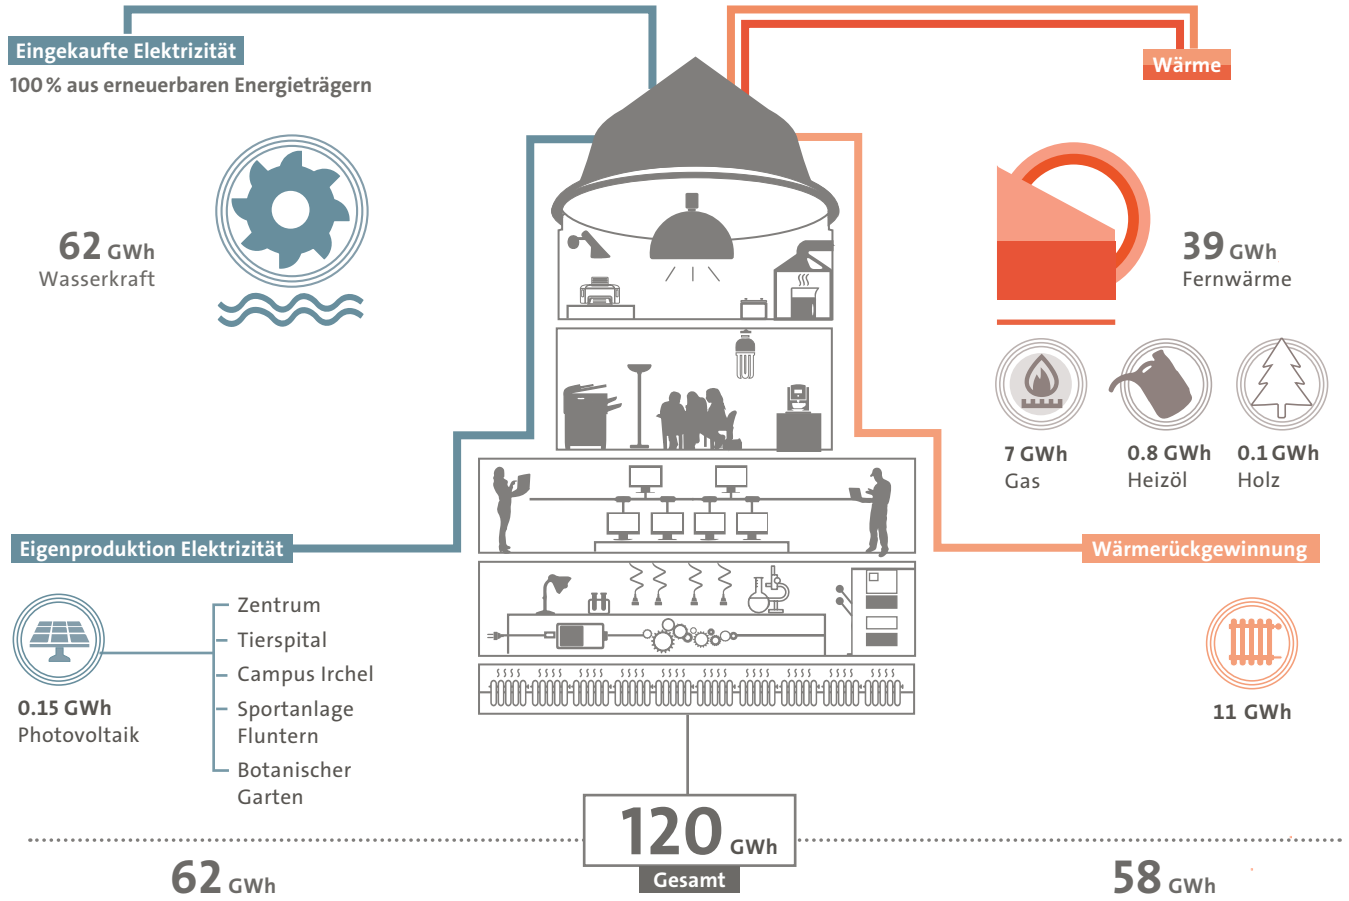 Eingekaufte Elektrizität
100 % aus erneuerbaren Energieträgern
62 GWh
Wasserkraft
Wärme
39 GWh
Fernwärme
7 GWh
Gas
0.8 GWh
Heizöl
0.1 GWh
Holz
Eigenproduktion Elektrizität
0.15 GWh
Photovoltaik
Zentrum
Tierspital
Campus Irchel
Sportanlage
Fluntern
Botanischer
Garten
Wärmerückgewinnung
11 GWh
120 GWh
Gesamt
62 GWh
58 GWh